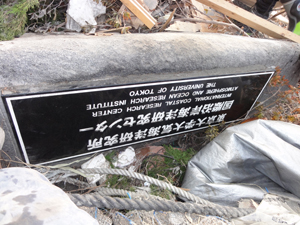 東京大学大気海洋研究所
国際沿岸海洋研究センター
INTERNATIONAL COASTAL RESEARCH CENTER
ATMOSPHERE AND OCEAN RESEARCH INSTITUTE
THE UNIVERSITY OF TOKYO